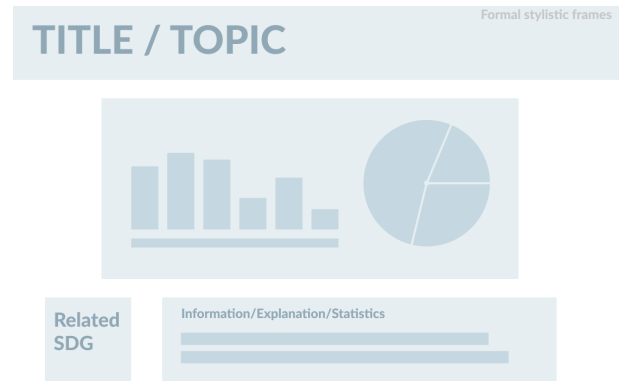 Formal stylistic frames
TITLE / TOPIC
Related
SDG
Information/Explanation/Statistics